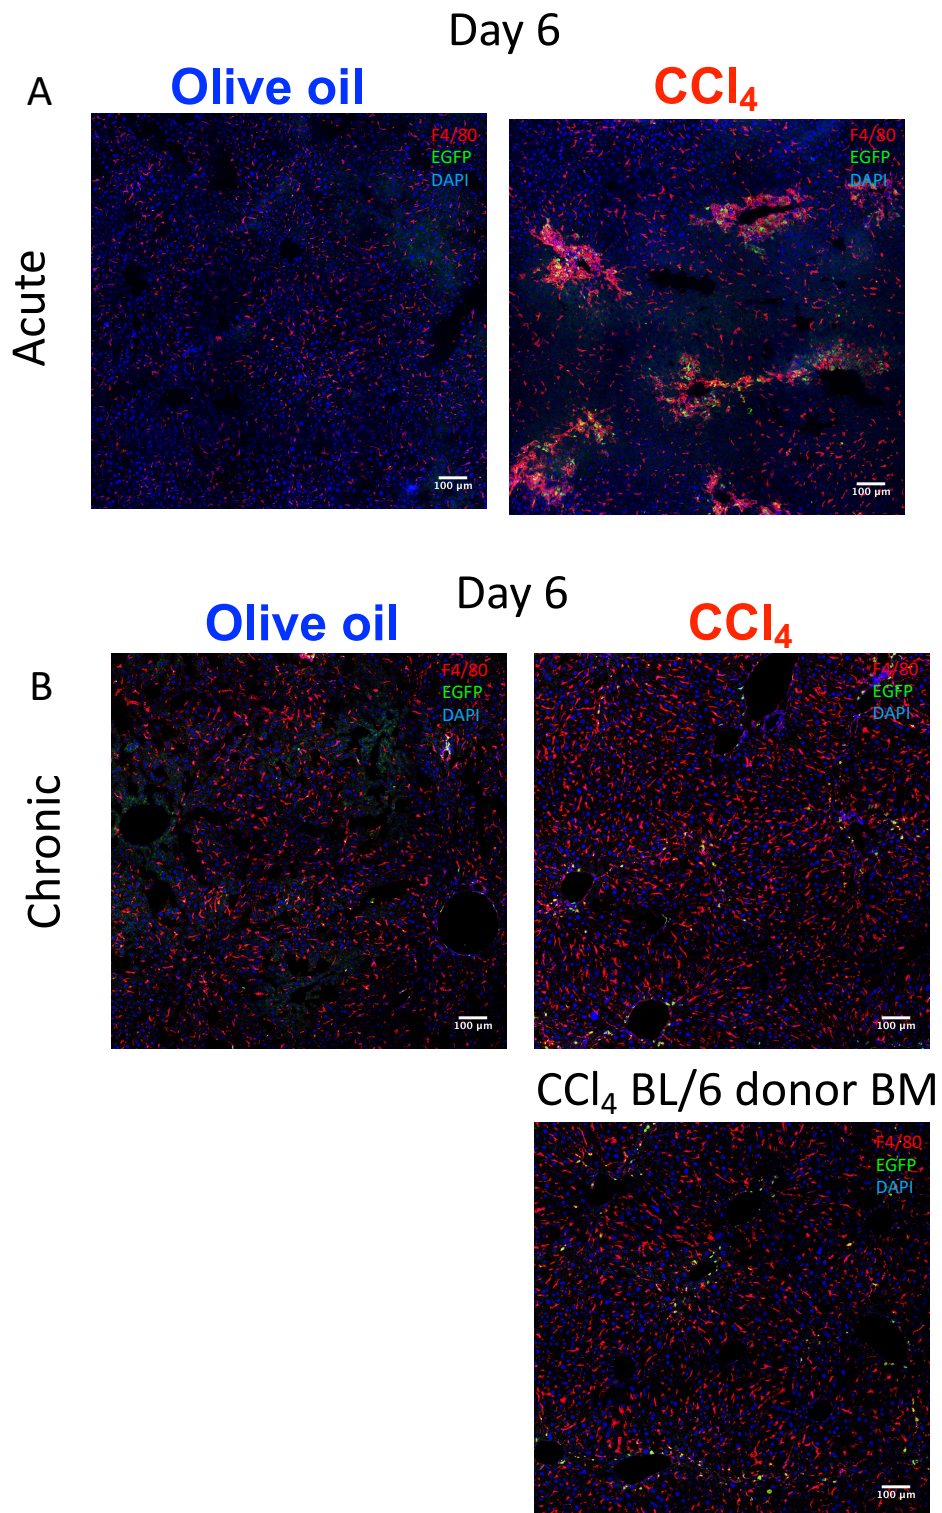 Day 6
A
Olive oil
CCl₄
F4/80
EGFP
DAPI
F4/80
EGFP
DAPI
Acute
100 µm
100 µm
Day 6
Olive oil
CCl₄
B
F4/80
EGFP
DAPI
F4/80
EGFP
DAPI
Chronic
100 µm
100 µm
CCl₄ BL/6 donor BM
F4/80
EGFP
DAPI
100 µm